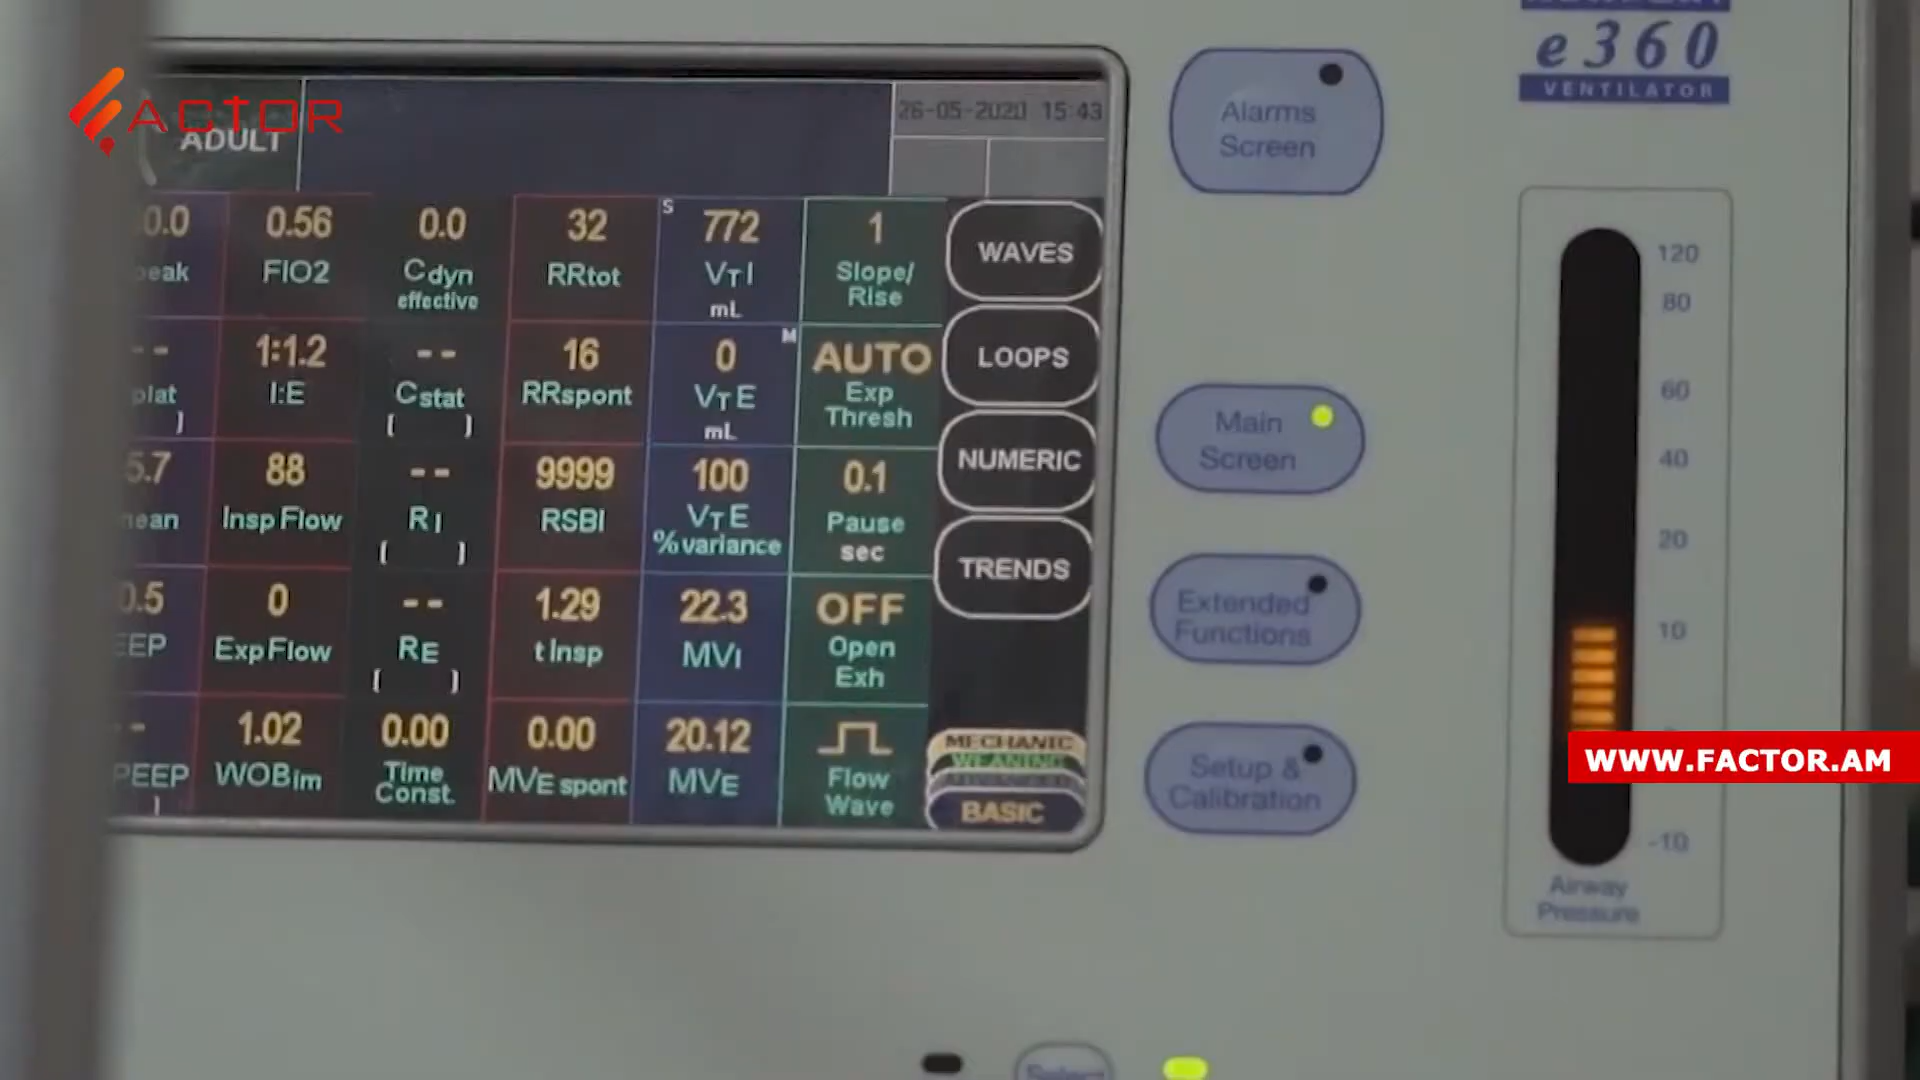 FACTOR
ADULT
26-05-2020 15:43
e360
VENTILATOR
Alarms
Screen
0.0 0.56 0.0 32 S 772 1
peak FIO2 Cdyn RRtot VTI Slope/
effective mL Rise
WAVES
-- 1:1.2 -- 16 0 M AUTO
plat I:E Cstat RRspont VTE Exp
] [ ] mL Thresh
LOOPS
5.7 88 -- 9999 100 0.1
mean Insp Flow RI RSBI VTE Pause
[ ] %variance sec
NUMERIC
0.5 0 -- 1.29 22.3 OFF
EEP Exp Flow RE t Insp MVI Open
[ ] Exh
TRENDS
-- 1.02 0.00 0.00 20.12
PEEP WOBim Time MVE spont MVE Flow
] Const. Wave
MECHANIC
WEANING
BASIC
Main
Screen
Extended
Functions
Setup &
Calibration
120
80
60
40
20
10
-10
Airway
Pressure
WWW.FACTOR.AM
Select